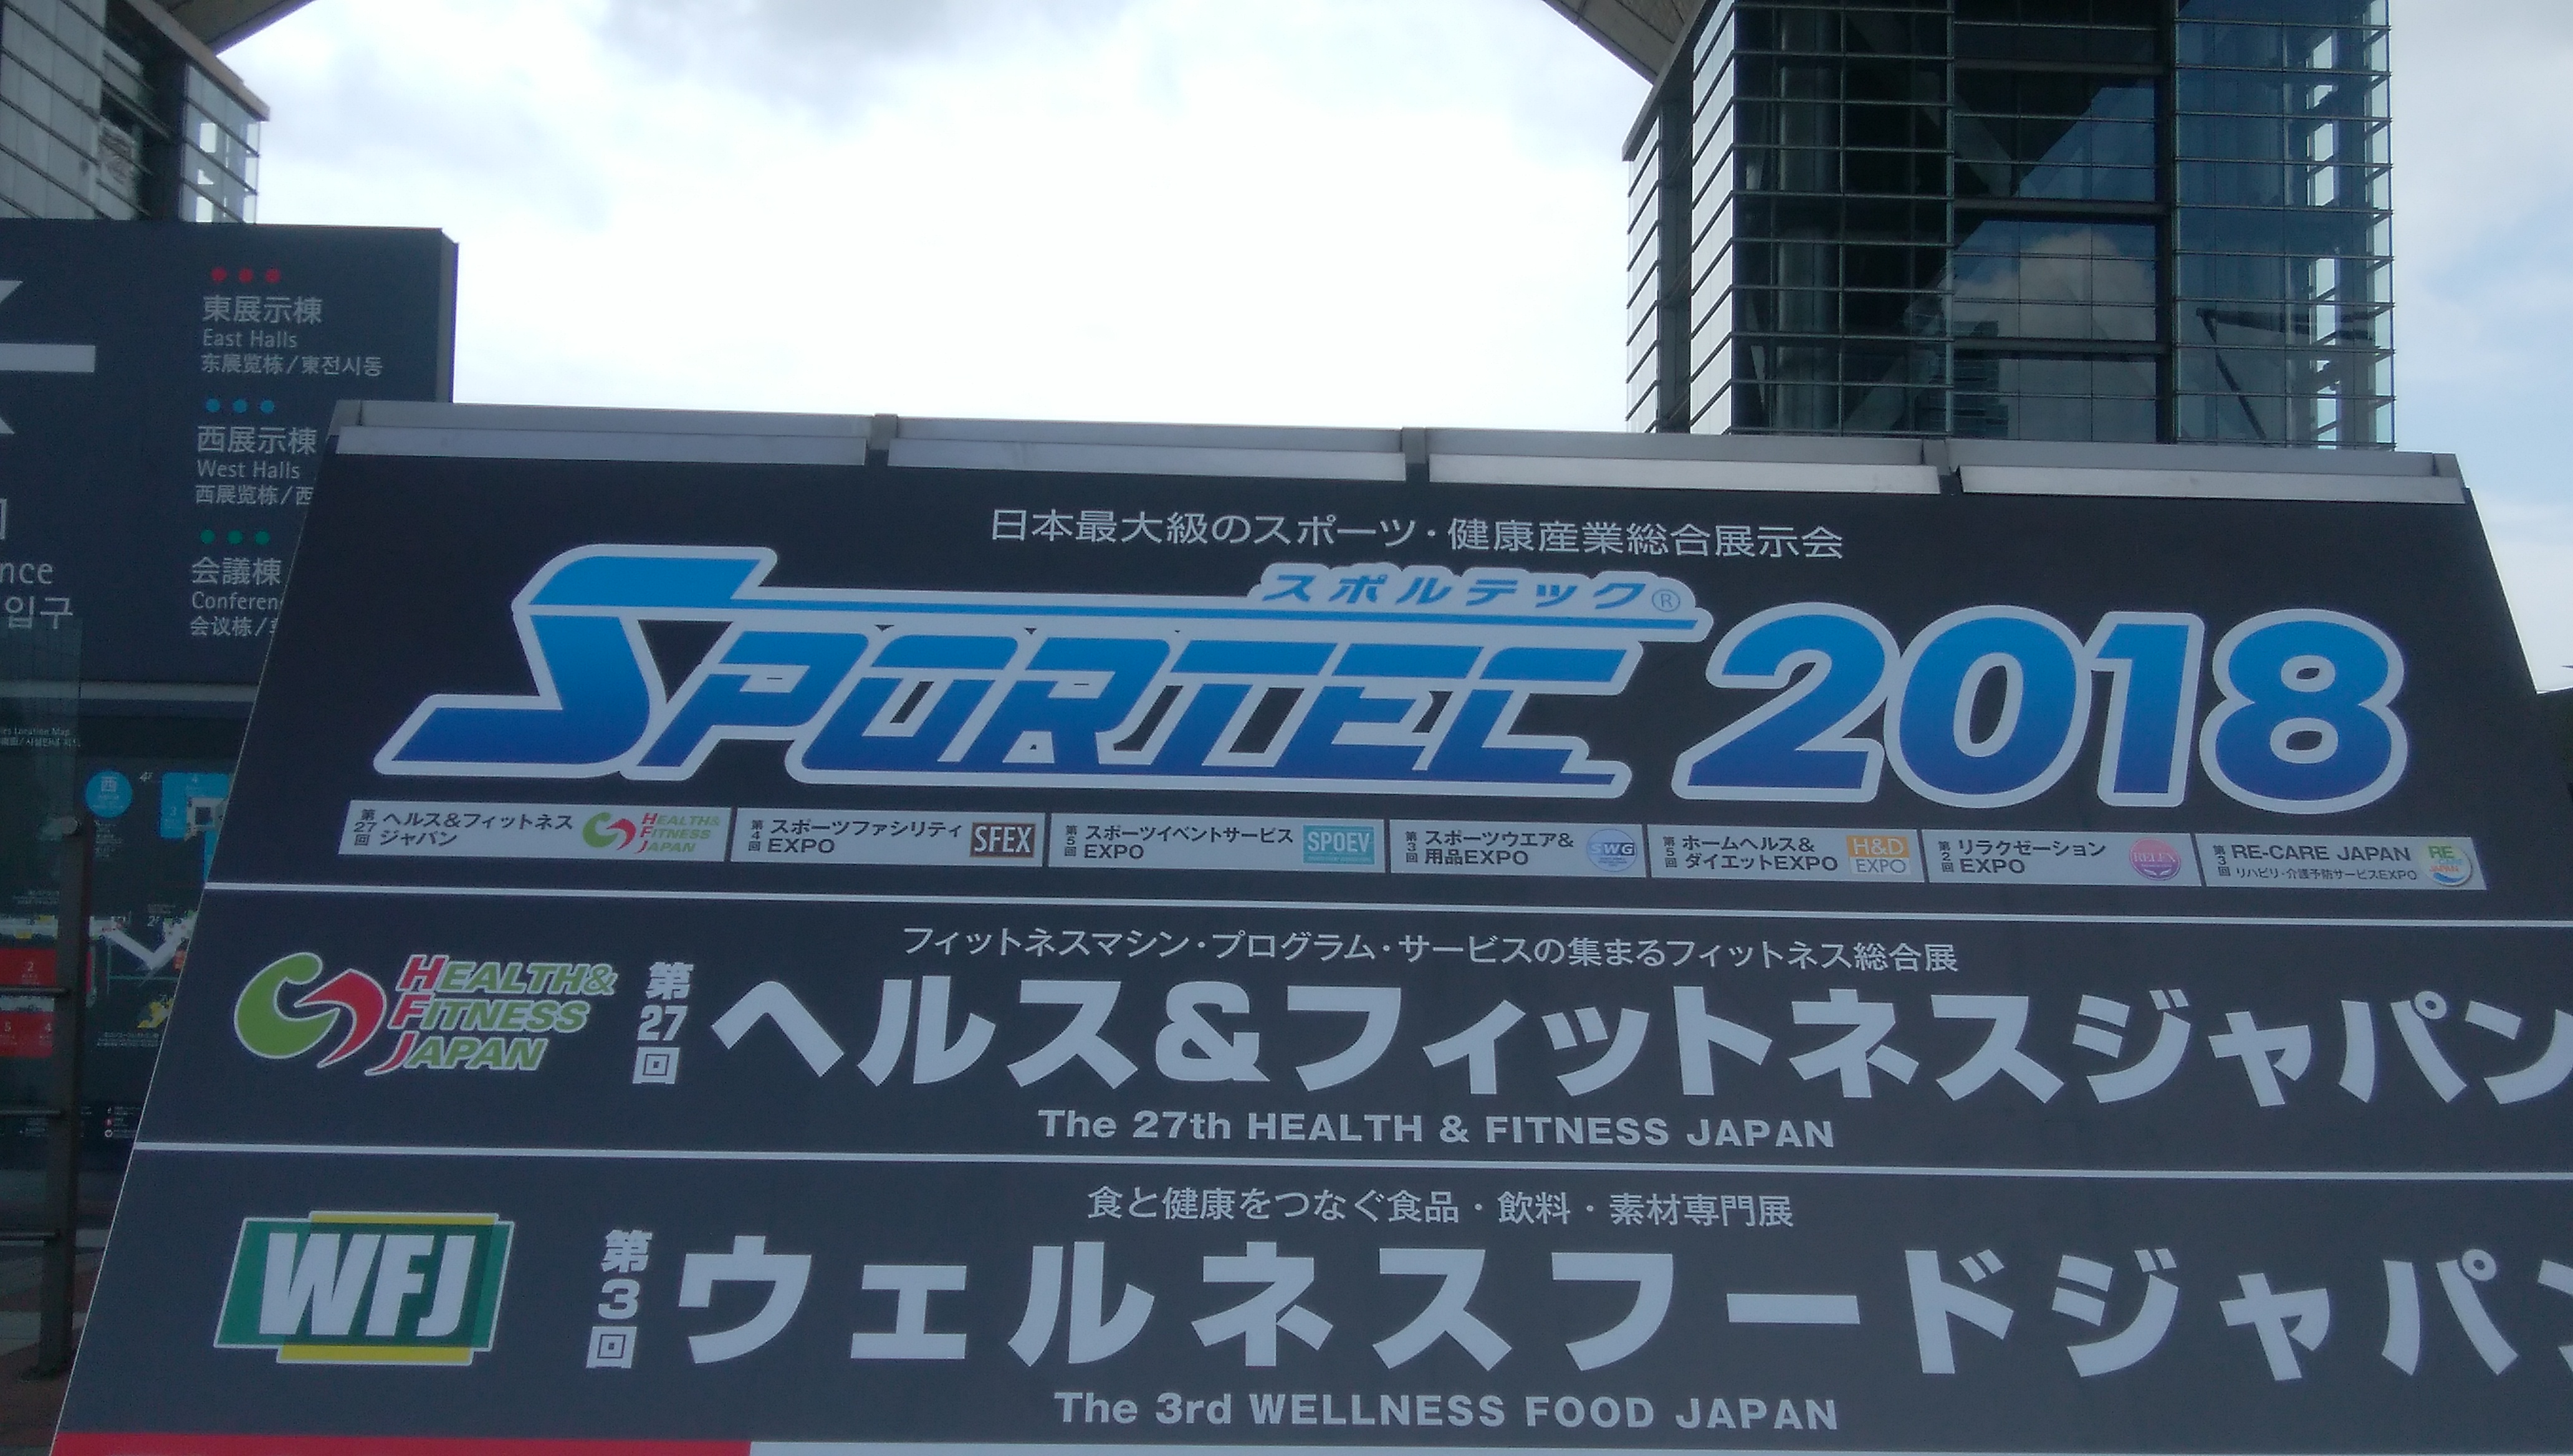 東展示棟
East Halls
东展览栋/東전시동
西展示棟
West Halls
西展览栋/西
会議棟
Conferen
会议栋/
nce
入구
日本最大級のスポーツ・健康産業総合展示会
スポルテック®
SPORTEC 2018
第27回 ヘルス&フィットネス ジャパン HEALTH& FITNESS JAPAN
第4回 スポーツファシリティ EXPO SFEX
第5回 スポーツイベントサービス EXPO SPOEV
第3回 スポーツウエア& 用品EXPO SWG
第5回 ホームヘルス& ダイエットEXPO H&D EXPO
第2回 リラクゼーション EXPO RELEX
第3回 RE-CARE JAPAN リハビリ・介護予防サービスEXPO
フィットネスマシン・プログラム・サービスの集まるフィットネス総合展
HEALTH&
FITNESS
JAPAN
第27回 ヘルス&フィットネスジャパン
The 27th HEALTH & FITNESS JAPAN
食と健康をつなぐ食品・飲料・素材専門展
WFJ
第3回 ウェルネスフードジャパン
The 3rd WELLNESS FOOD JAPAN